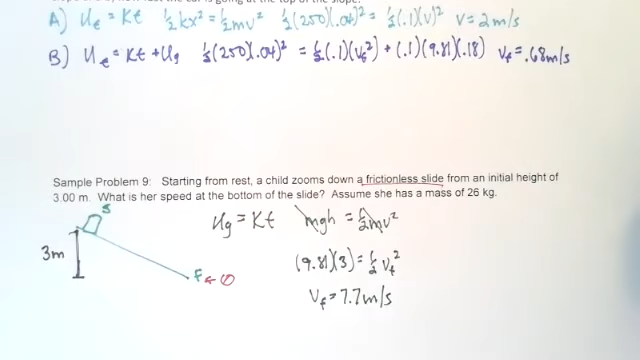 A) Ue = Kt ½kx² = ½mv² ½(250)(.04)² = ½(.1)(v)² v = 2m/s
B) Ue = Kt + Ug ½(250)(.04)² = ½(.1)(vf²) + (.1)(9.81)(.18) vf = .68m/s
Sample Problem 9: Starting from rest, a child zooms down a frictionless slide from an initial height of
3.00 m. What is her speed at the bottom of the slide? Assume she has a mass of 26 kg.
S
Ug = Kt mgh = ½mv²
3m
(9.81)(3) = ½ vf²
F
vf = 7.7m/s